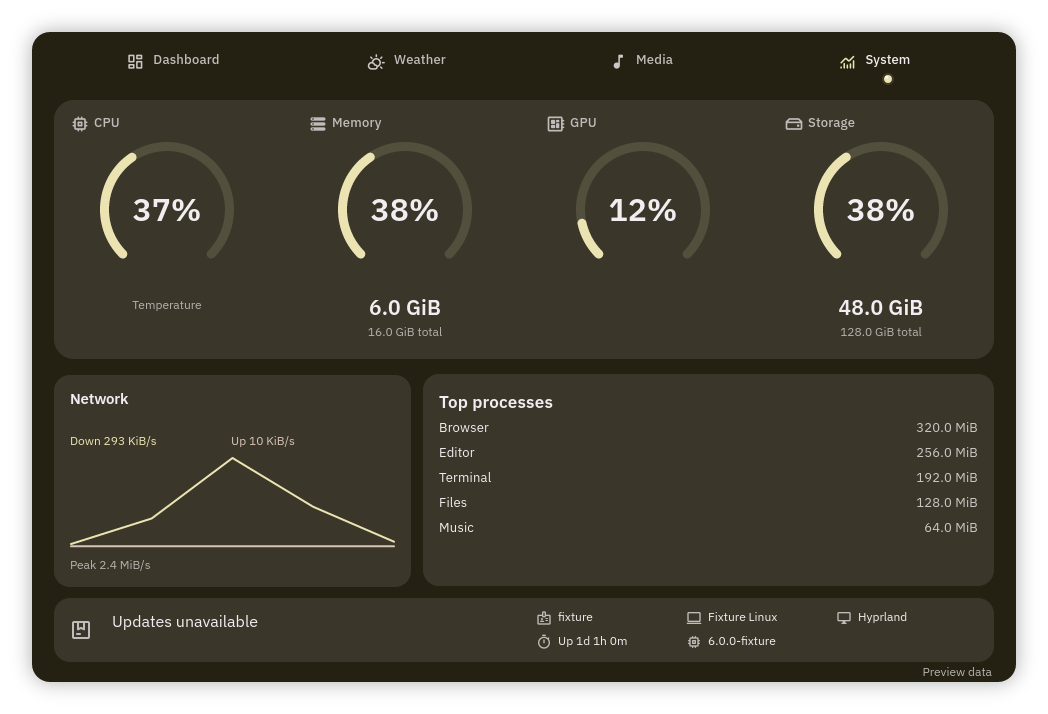 Dashboard
Weather
Media
System
CPU
Memory
GPU
Storage
37%
38%
12%
38%
Temperature
6.0 GiB
16.0 GiB total
48.0 GiB
128.0 GiB total
Network
Down 293 KiB/s
Up 10 KiB/s
Peak 2.4 MiB/s
Top processes
Browser 320.0 MiB
Editor 256.0 MiB
Terminal 192.0 MiB
Files 128.0 MiB
Music 64.0 MiB
Updates unavailable
fixture
Fixture Linux
Hyprland
Up 1d 1h 0m
6.0.0-fixture
Preview data